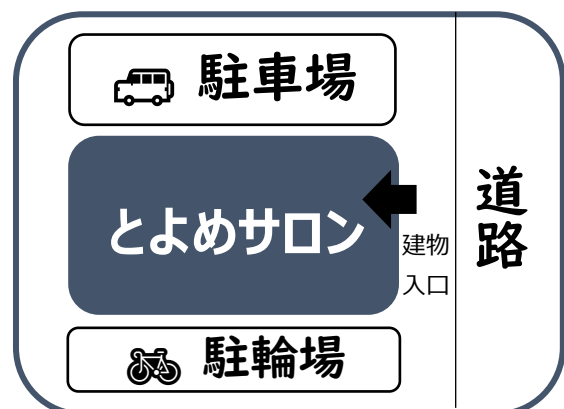 駐車場
とよめサロン
建物
入口
道路
駐輪場